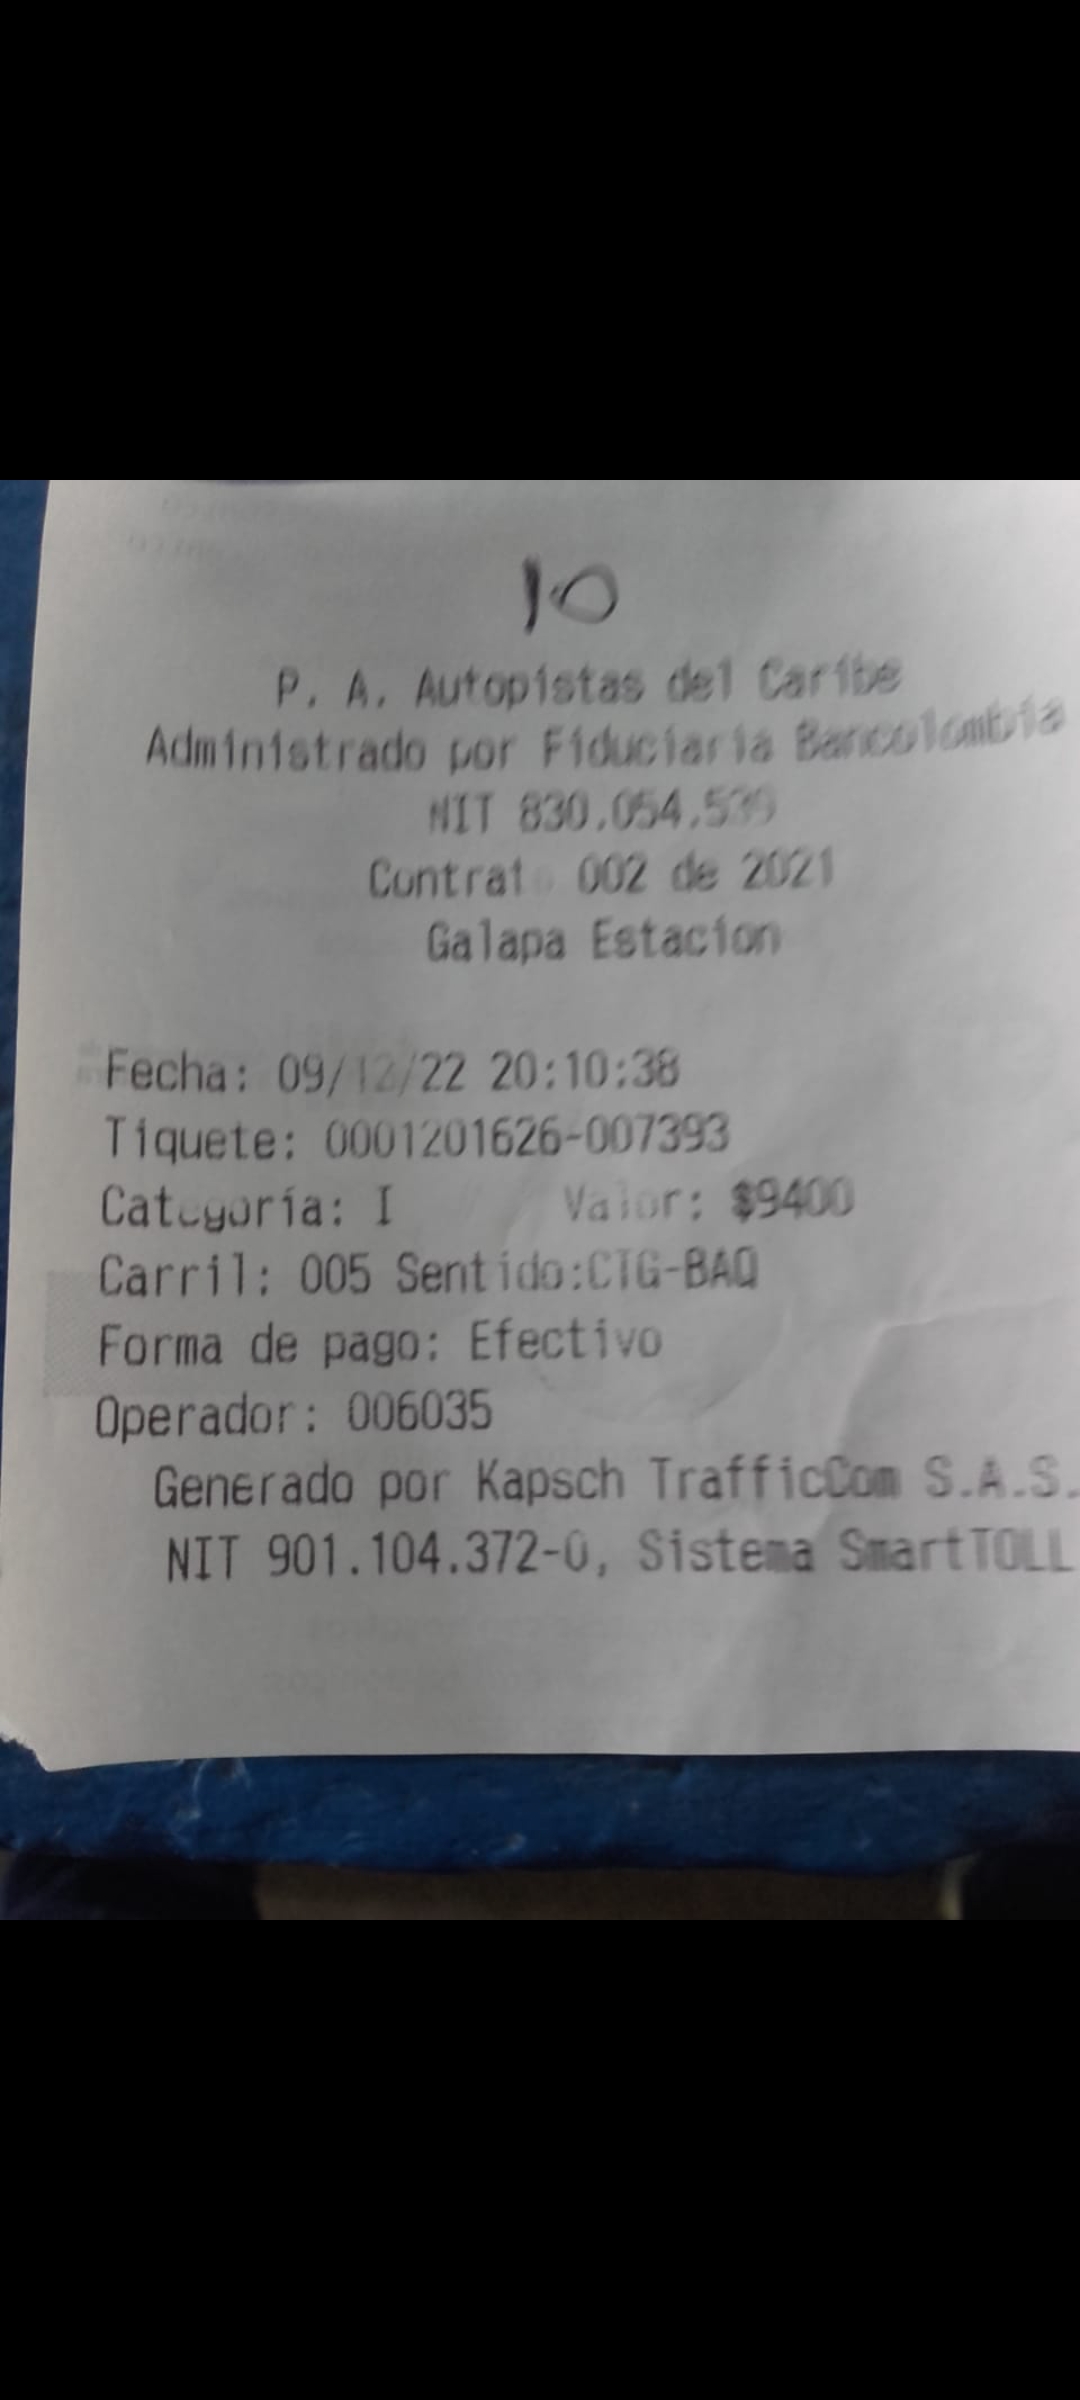 10
P. A. Autopistas del Caribe
Administrado por Fiduciaria Bancolombia
NIT 830.054.539
Contrat 002 de 2021
Galapa Estacion
Fecha: 09/12/22 20:10:38
Tiquete: 0001201626-007393
Categoría: I Valor: $9400
Carril: 005 Sentido:CTG-BAQ
Forma de pago: Efectivo
Operador: 006035
Generado por Kapsch TrafficCom S.A.S.
NIT 901.104.372-0, Sistema SmartTOLL